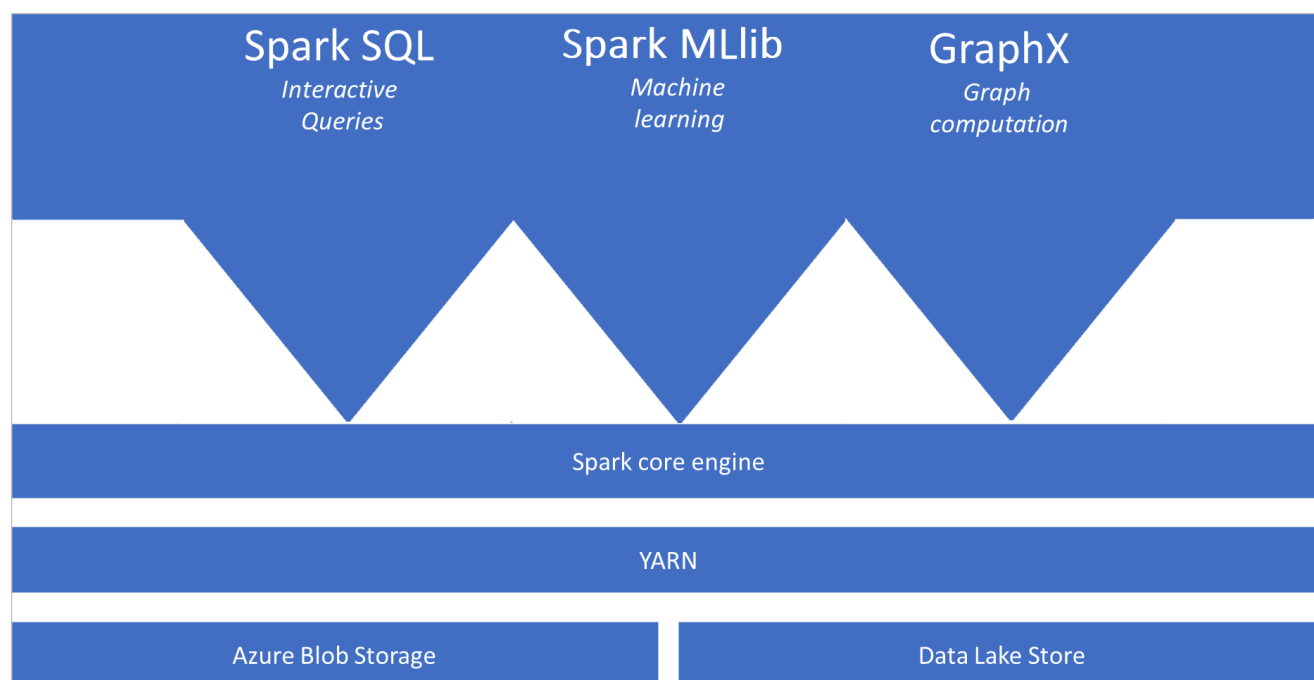 Spark SQL
Interactive
Queries
Spark MLlib
Machine
learning
GraphX
Graph
computation
Spark core engine
YARN
Azure Blob Storage
Data Lake Store